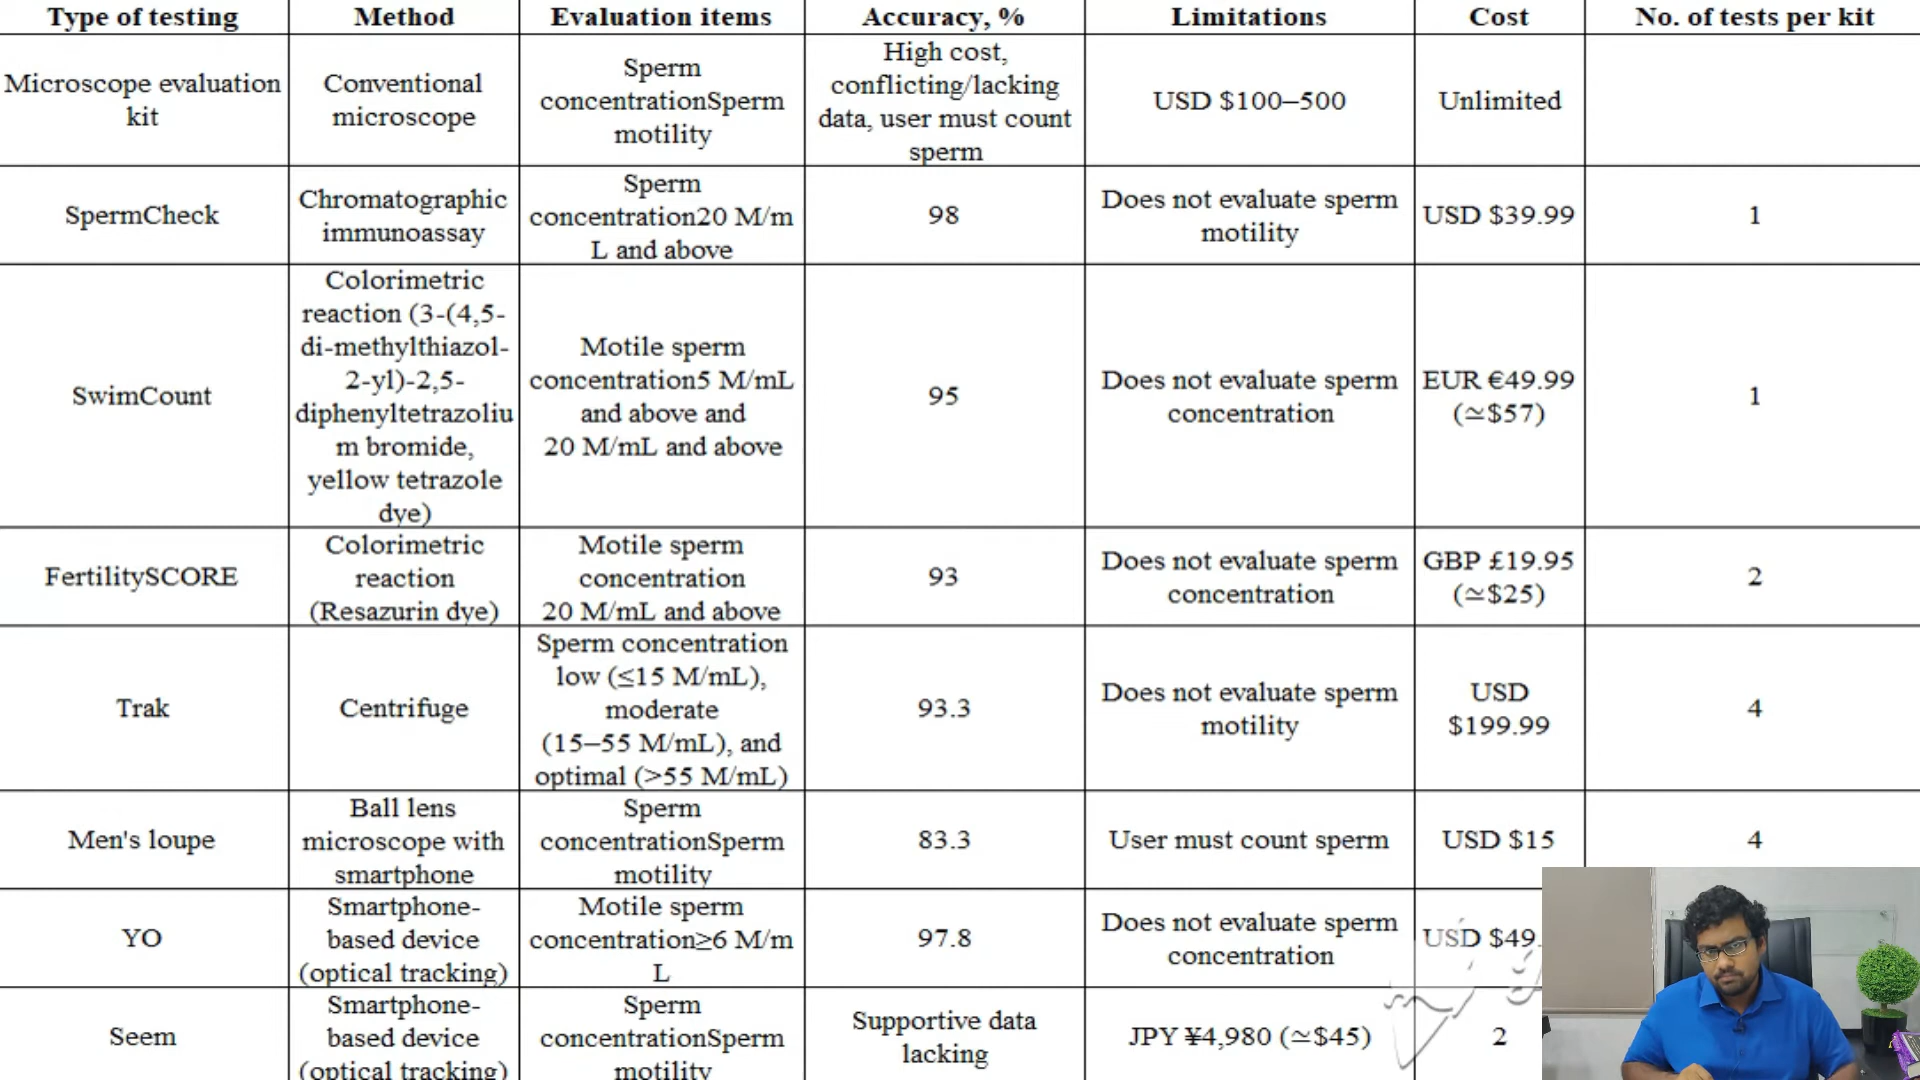 Type of testing Method Evaluation items Accuracy, % Limitations Cost No. of tests per kit
Microscope evaluation
kit
Conventional
microscope
Sperm
concentrationSperm
motility
High cost,
conflicting/lacking
data, user must count
sperm
USD $100–500
Unlimited
SpermCheck
Chromatographic
immunoassay
Sperm
concentration20 M/m
L and above
98
Does not evaluate sperm
motility
USD $39.99
1
SwimCount
Colorimetric
reaction (3-(4,5-
di-methylthiazol-
2-yl)-2,5-
diphenyltetrazoliu
m bromide,
yellow tetrazole
dye)
Motile sperm
concentration5 M/mL
and above and
20 M/mL and above
95
Does not evaluate sperm
concentration
EUR €49.99
(≃$57)
1
FertilitySCORE
Colorimetric
reaction
(Resazurin dye)
Motile sperm
concentration
20 M/mL and above
93
Does not evaluate sperm
concentration
GBP £19.95
(≃$25)
2
Trak
Centrifuge
Sperm concentration
low (≤15 M/mL),
moderate
(15–55 M/mL), and
optimal (>55 M/mL)
93.3
Does not evaluate sperm
motility
USD
$199.99
4
Men's loupe
Ball lens
microscope with
smartphone
Sperm
concentrationSperm
motility
83.3
User must count sperm
USD $15
4
YO
Smartphone-
based device
(optical tracking)
Motile sperm
concentration≥6 M/m
L
97.8
Does not evaluate sperm
concentration
USD $49.
Seem
Smartphone-
based device
(optical tracking)
Sperm
concentrationSperm
motility
Supportive data
lacking
JPY ¥4,980 (≃$45)
2